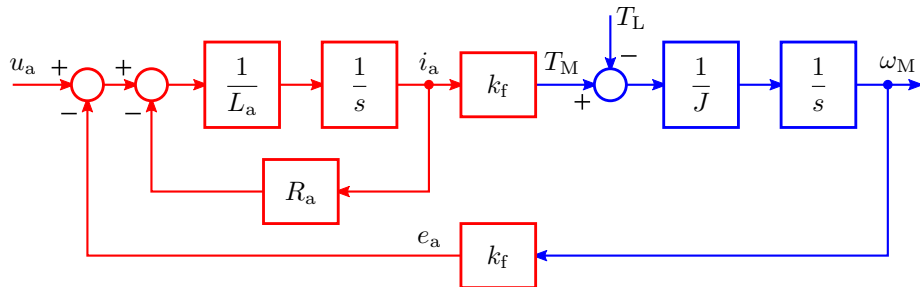 T_L
u_a + − + − 1/L_a 1/s i_a k_f T_M + − 1/J 1/s ω_M
R_a
e_a k_f